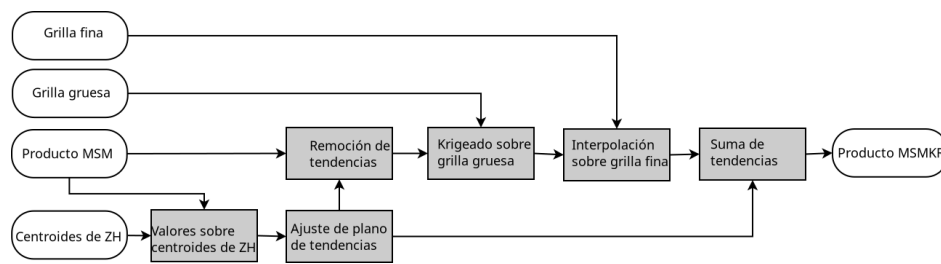 Grilla fina
Grilla gruesa
Producto MSM
Remoción de
tendencias
Krigeado sobre
grilla gruesa
Interpolación
sobre grilla fina
Suma de
tendencias
Producto MSMKR
Centroides de ZH
Valores sobre
centroides de ZH
Ajuste de plano
de tendencias